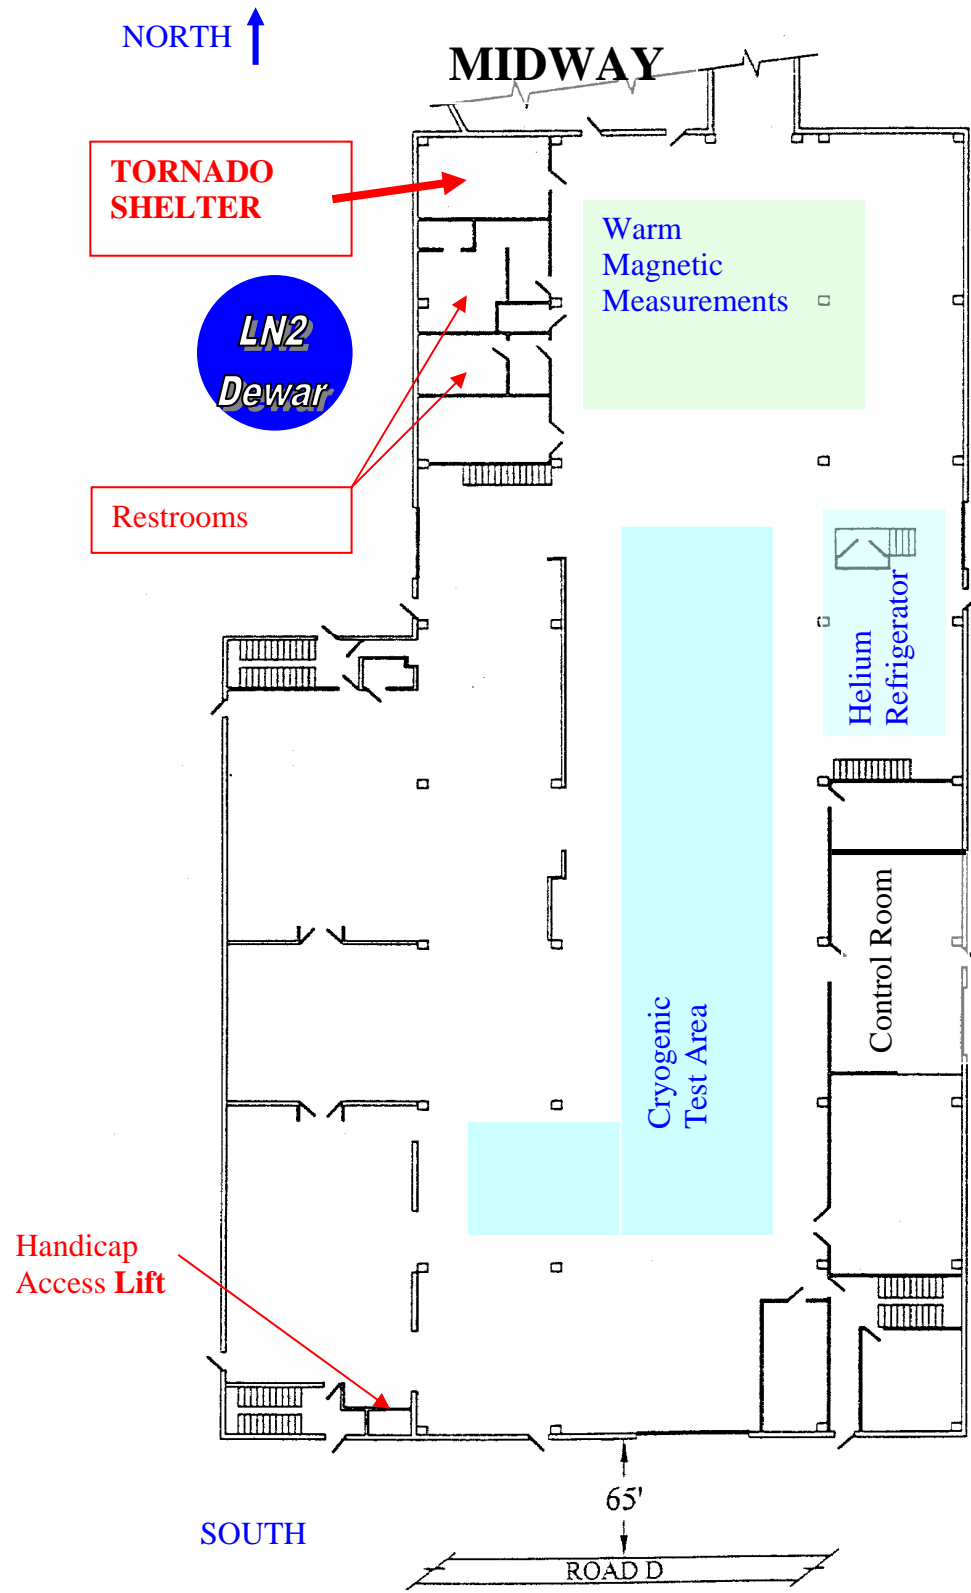 NORTH
MIDWAY
TORNADO
SHELTER
Warm
Magnetic
Measurements
LN2
Dewar
Restrooms
Helium
Refrigerator
Control Room
Cryogenic
Test Area
Handicap
Access Lift
65'
SOUTH
ROAD D